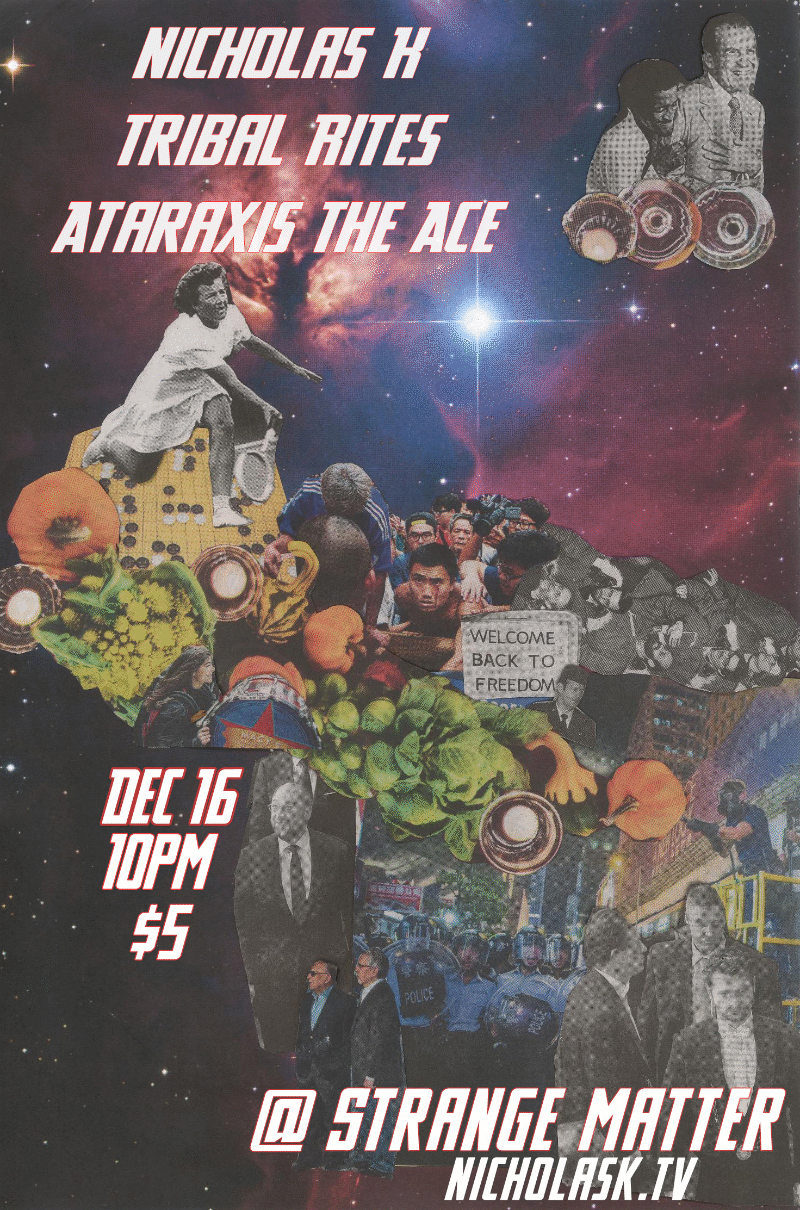 NICHOLAS K
TRIBAL RITES
ATARAXIS THE ACE
WELCOME
BACK TO
FREEDOM
DEC 16
10PM
$5
POLICE
POLICE
@ STRANGE MATTER
NICHOLASK.TV